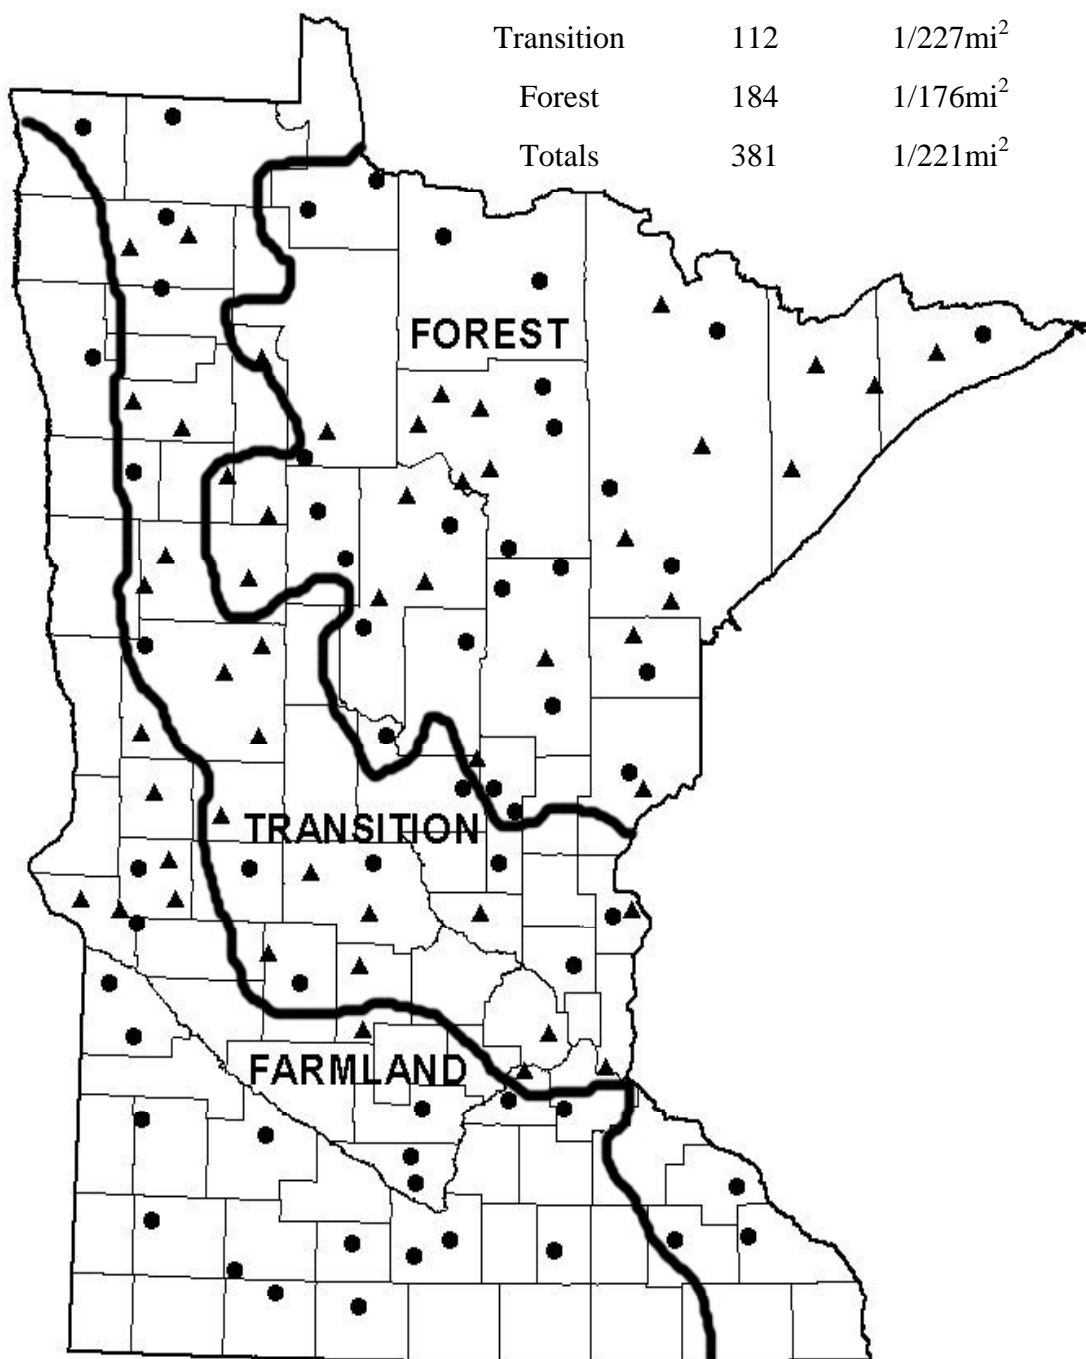 Transition 112 1/227mi²
Forest 184 1/176mi²
Totals 381 1/221mi²
FOREST
TRANSITION
FARMLAND